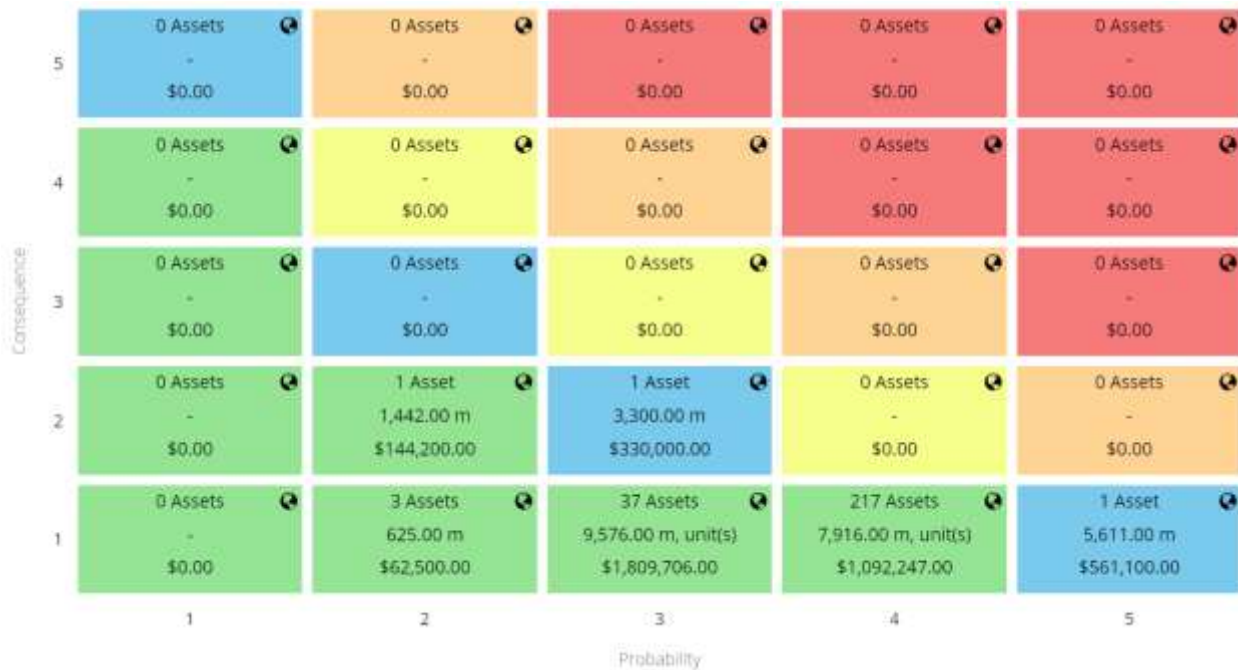 0 Assets 0 Assets 0 Assets 0 Assets 0 Assets
5 - - - - -
$0.00 $0.00 $0.00 $0.00 $0.00
0 Assets 0 Assets 0 Assets 0 Assets 0 Assets
4 - - - - -
$0.00 $0.00 $0.00 $0.00 $0.00
Consequence
0 Assets 0 Assets 0 Assets 0 Assets 0 Assets
3 - - - - -
$0.00 $0.00 $0.00 $0.00 $0.00
0 Assets 1 Asset 1 Asset 0 Assets 0 Assets
2 - 1,442.00 m 3,300.00 m - -
$0.00 $144,200.00 $330,000.00 $0.00 $0.00
0 Assets 3 Assets 37 Assets 217 Assets 1 Asset
1 - 625.00 m 9,576.00 m, unit(s) 7,916.00 m, unit(s) 5,611.00 m
$0.00 $62,500.00 $1,809,706.00 $1,092,247.00 $561,100.00
1 2 3 4 5
Probability